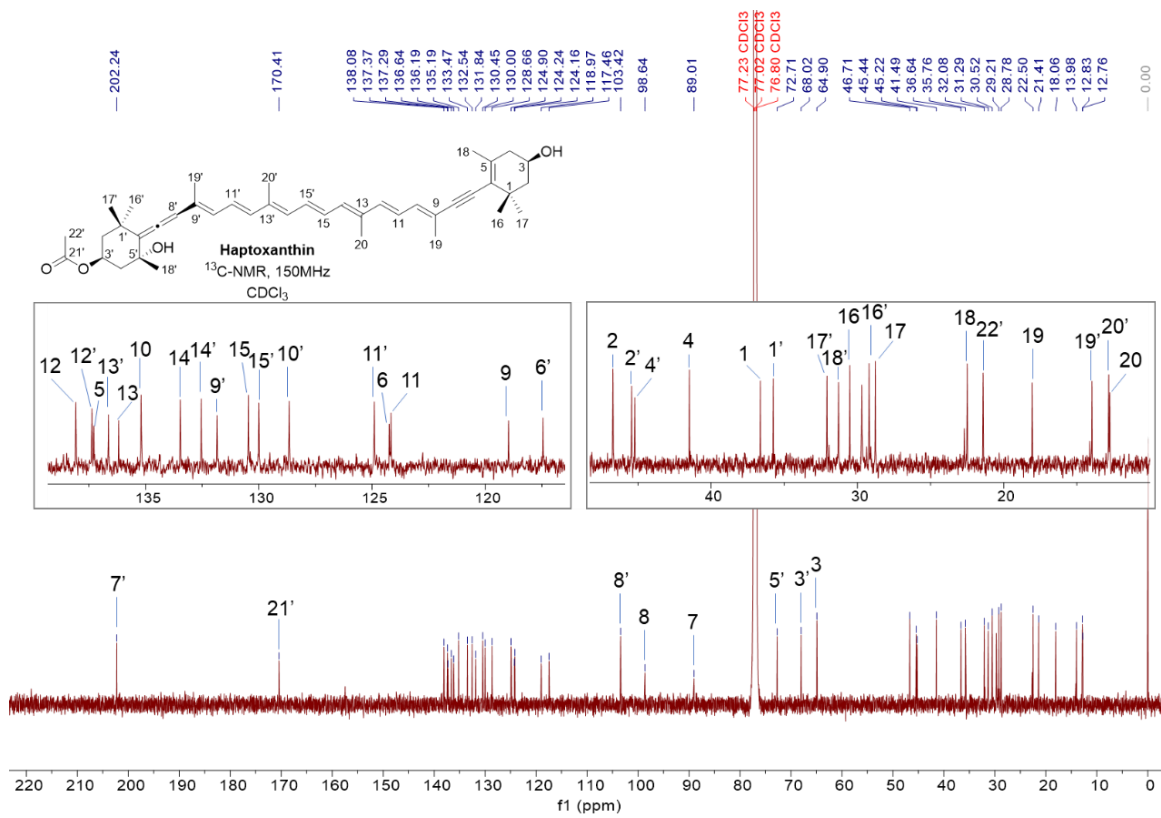 202.24
170.41
138.08
137.37
137.29
136.64
136.19
135.19
133.47
132.54
131.84
130.45
130.00
128.66
124.90
124.24
124.16
118.97
117.46
103.42
98.64
89.01
77.23 CDCl3
77.02 CDCl3
76.80 CDCl3
72.71
68.02
64.90
46.71
45.44
45.22
41.49
36.64
35.76
32.08
31.29
30.52
29.21
28.78
22.50
21.41
18.06
13.98
12.83
12.76
0.00
18 OH
5 3
19' 20'
17' 16' 8' 11' 15' 13 9 1
9' 13' 15 11 16 17
22' 1' 20 19
21' OH
3' 5' Haptoxanthin
O O 18' ¹³C-NMR, 150MHz
CDCl₃
12 12' 5 13' 13 10 14 14' 9' 15 15' 10' 11' 6 11 9 6'
135 130 125 120
2 2' 4' 4 1 1' 17' 18' 16 16' 17 18 22' 19 19' 20' 20
40 30 20
7' 21' 8' 8 7 5' 3' 3
220 210 200 190 180 170 160 150 140 130 120 110 100 90 80 70 60 50 40 30 20 10 0
f1 (ppm)